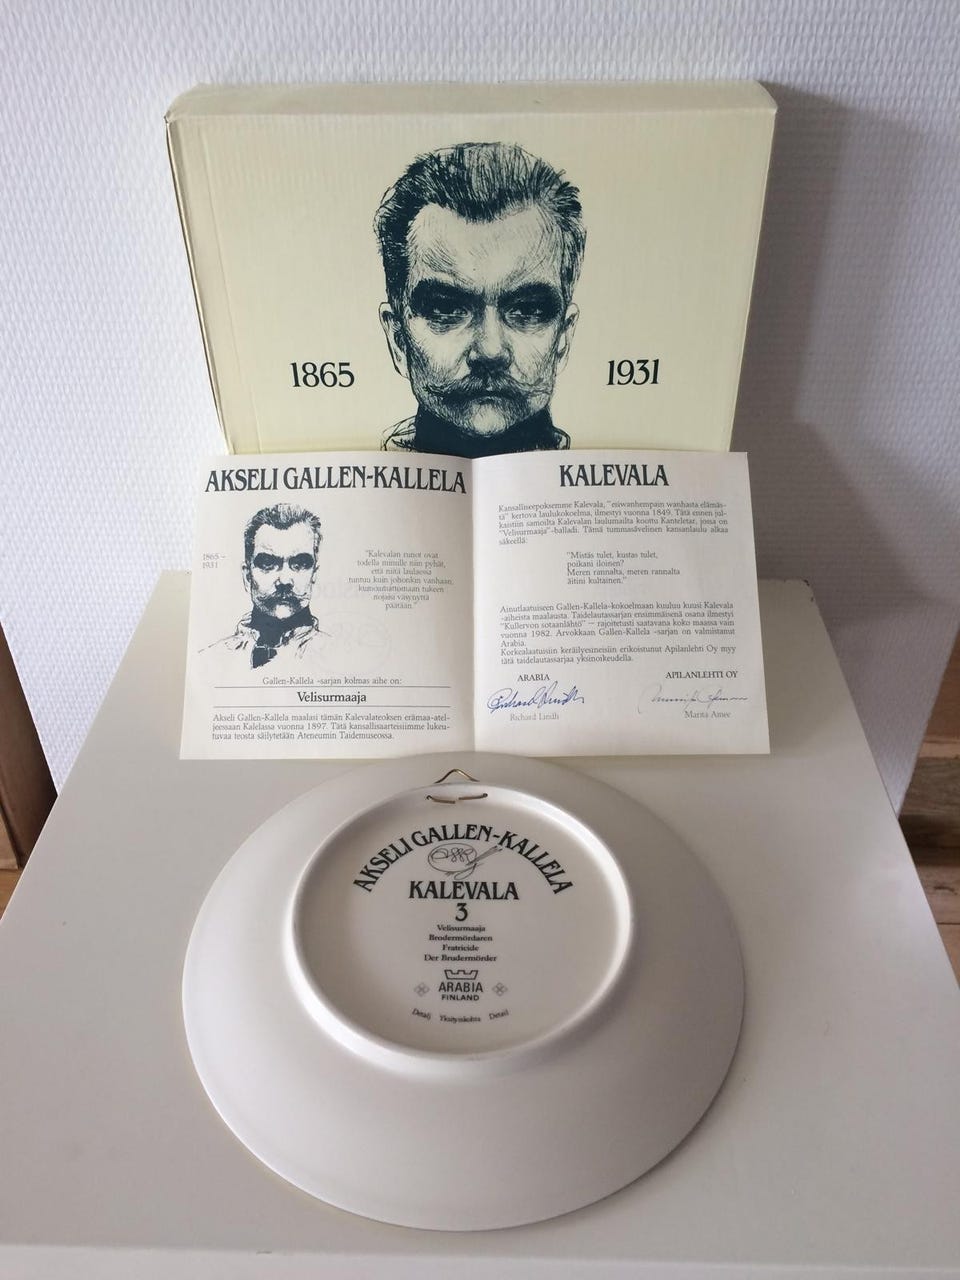 1865
1931
AKSELI GALLEN-KALLELA
1865 –
1931
"Kalevalan runot ovat
todella minulle niin pyhät,
että niitä laulaessa
tuntuu kuin johonkin vanhaan,
kumoutumattomaan tukeen
nojaisi väsynyttä
päätään."
Gallen-Kallela -sarjan kolmas aihe on:
Velisurmaaja
Akseli Gallen-Kallela maalasi tämän Kalevalateoksen erämaa-atel-
jeessaan Kalelassa vuonna 1897. Tätä kansallisaarteisiimme lukeu-
tuvaa teosta säilytetään Ateneumin Taidemuseossa.
KALEVALA
Kansalliseepoksemme Kalevala, "esiwanhempain wanhasta elämäs-
tä" kertova laulukokoelma, ilmestyi vuonna 1849. Tätä ennen jul-
kaistiin samoilta Kalevalan laulumailta koottu Kanteletar, jossa on
"Velisurmaaja"-balladi. Tämä tummasävelinen kansanlaulu alkaa
säkeellä:
"Mistäs tulet, kustas tulet,
poikani iloinen?
Meren rannalta, meren rannalta
äitini kultainen."
Ainutlaatuiseen Gallen-Kallela-kokoelmaan kuuluu kuusi Kalevala
-aiheista maalausta. Taidelautassarjan ensimmäisenä osana ilmestyi
"Kullervon sotaanlähtö" – rajoitetusti saatavana koko maassa vain
vuonna 1982. Arvokkaan Gallen-Kallela -sarjan on valmistanut
Arabia.
Korkealaatuisiin keräilyesineisiin erikoistunut Apilanlehti Oy myy
tätä taidelautassarjaa yksinoikeudella.
ARABIA
APILANLEHTI OY
Richard Lindh
Marita Amee
AKSELI GALLEN-KALLELA
KALEVALA
3
Velisurmaaja
Brodermördaren
Fratricide
Der Brudermörder
ARABIA
FINLAND
Detalj Yksityiskohta Detail